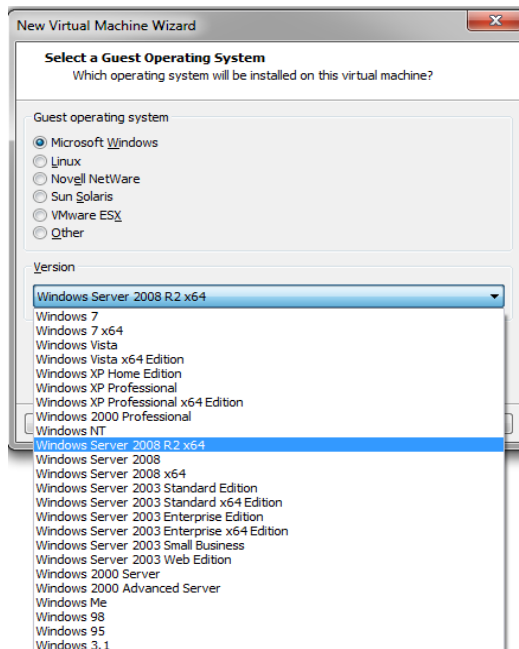 New Virtual Machine Wizard
Select a Guest Operating System
Which operating system will be installed on this virtual machine?
Guest operating system
Microsoft Windows
Linux
Novell NetWare
Sun Solaris
VMware ESX
Other
Version
Windows Server 2008 R2 x64
Windows 7
Windows 7 x64
Windows Vista
Windows Vista x64 Edition
Windows XP Home Edition
Windows XP Professional
Windows XP Professional x64 Edition
Windows 2000 Professional
Windows NT
Windows Server 2008 R2 x64
Windows Server 2008
Windows Server 2008 x64
Windows Server 2003 Standard Edition
Windows Server 2003 Standard x64 Edition
Windows Server 2003 Enterprise Edition
Windows Server 2003 Enterprise x64 Edition
Windows Server 2003 Small Business
Windows Server 2003 Web Edition
Windows 2000 Server
Windows 2000 Advanced Server
Windows Me
Windows 98
Windows 95
Windows 3.1